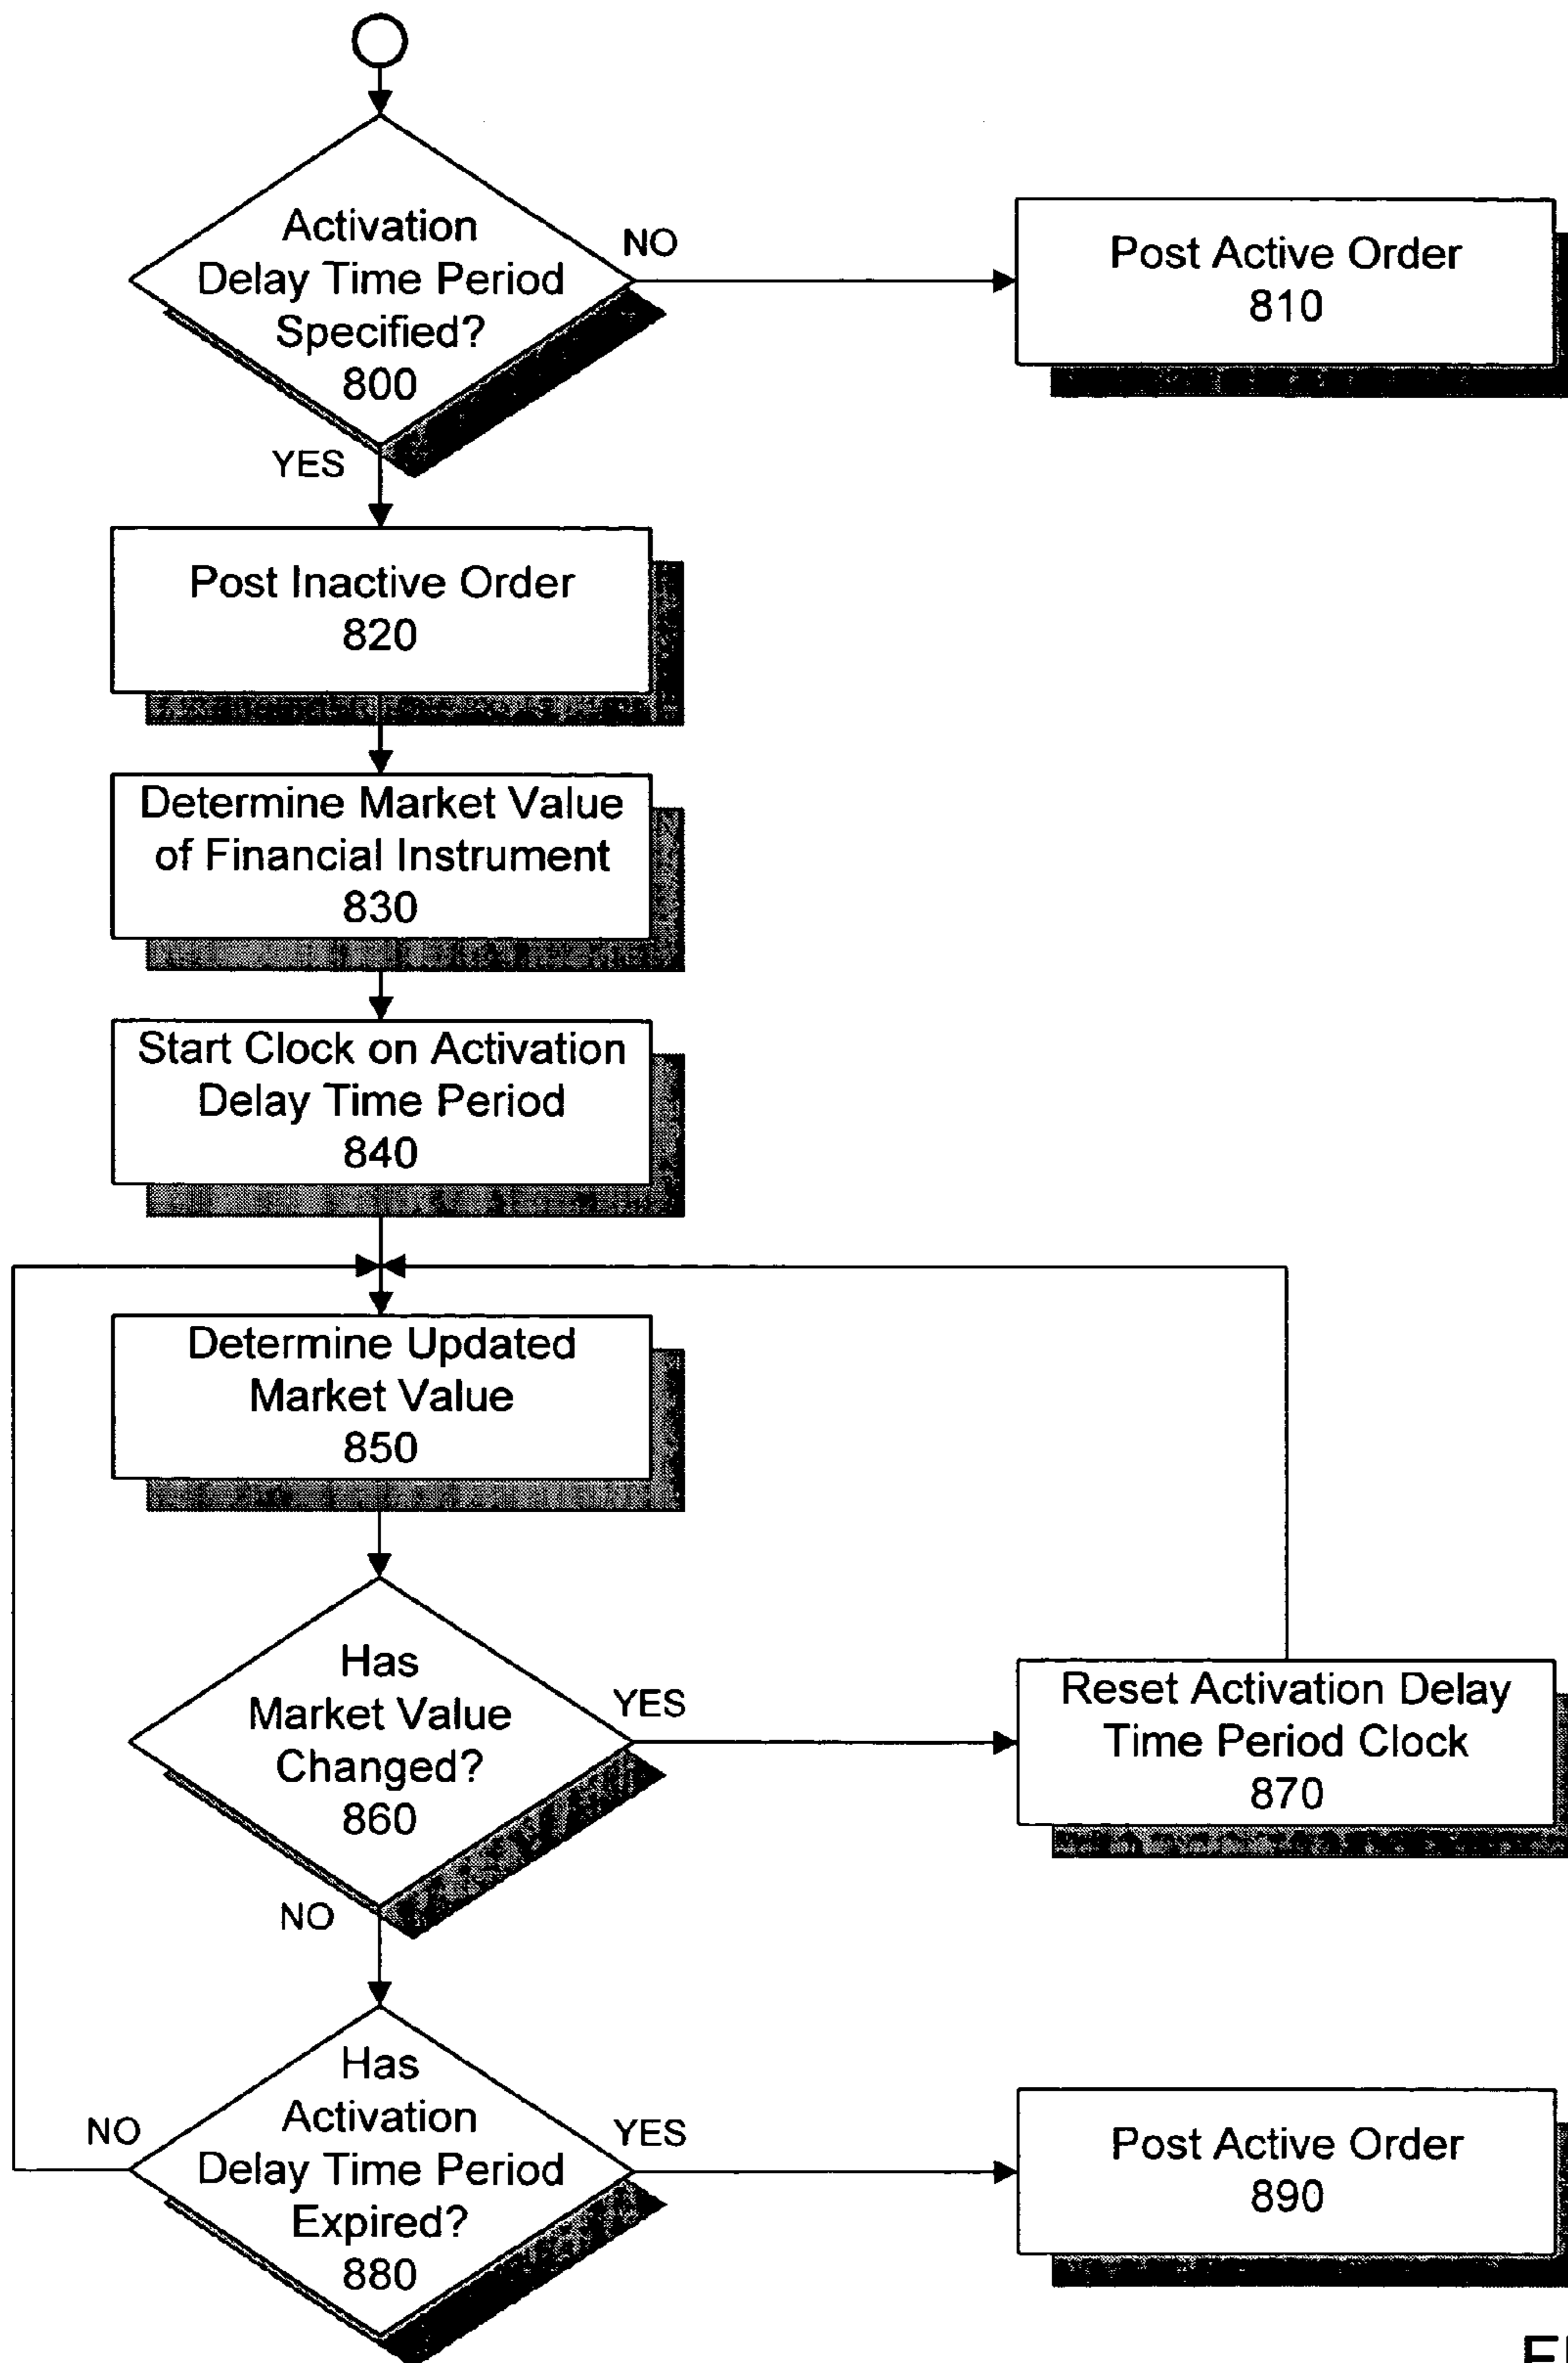 Activation
Delay Time Period
Specified?
800
NO
YES
Post Active Order
810
Post Inactive Order
820
Determine Market Value
of Financial Instrument
830
Start Clock on Activation
Delay Time Period
840
Determine Updated
Market Value
850
Has
Market Value
Changed?
860
YES
NO
Reset Activation Delay
Time Period Clock
870
Has
Activation
Delay Time Period
Expired?
880
NO
YES
Post Active Order
890